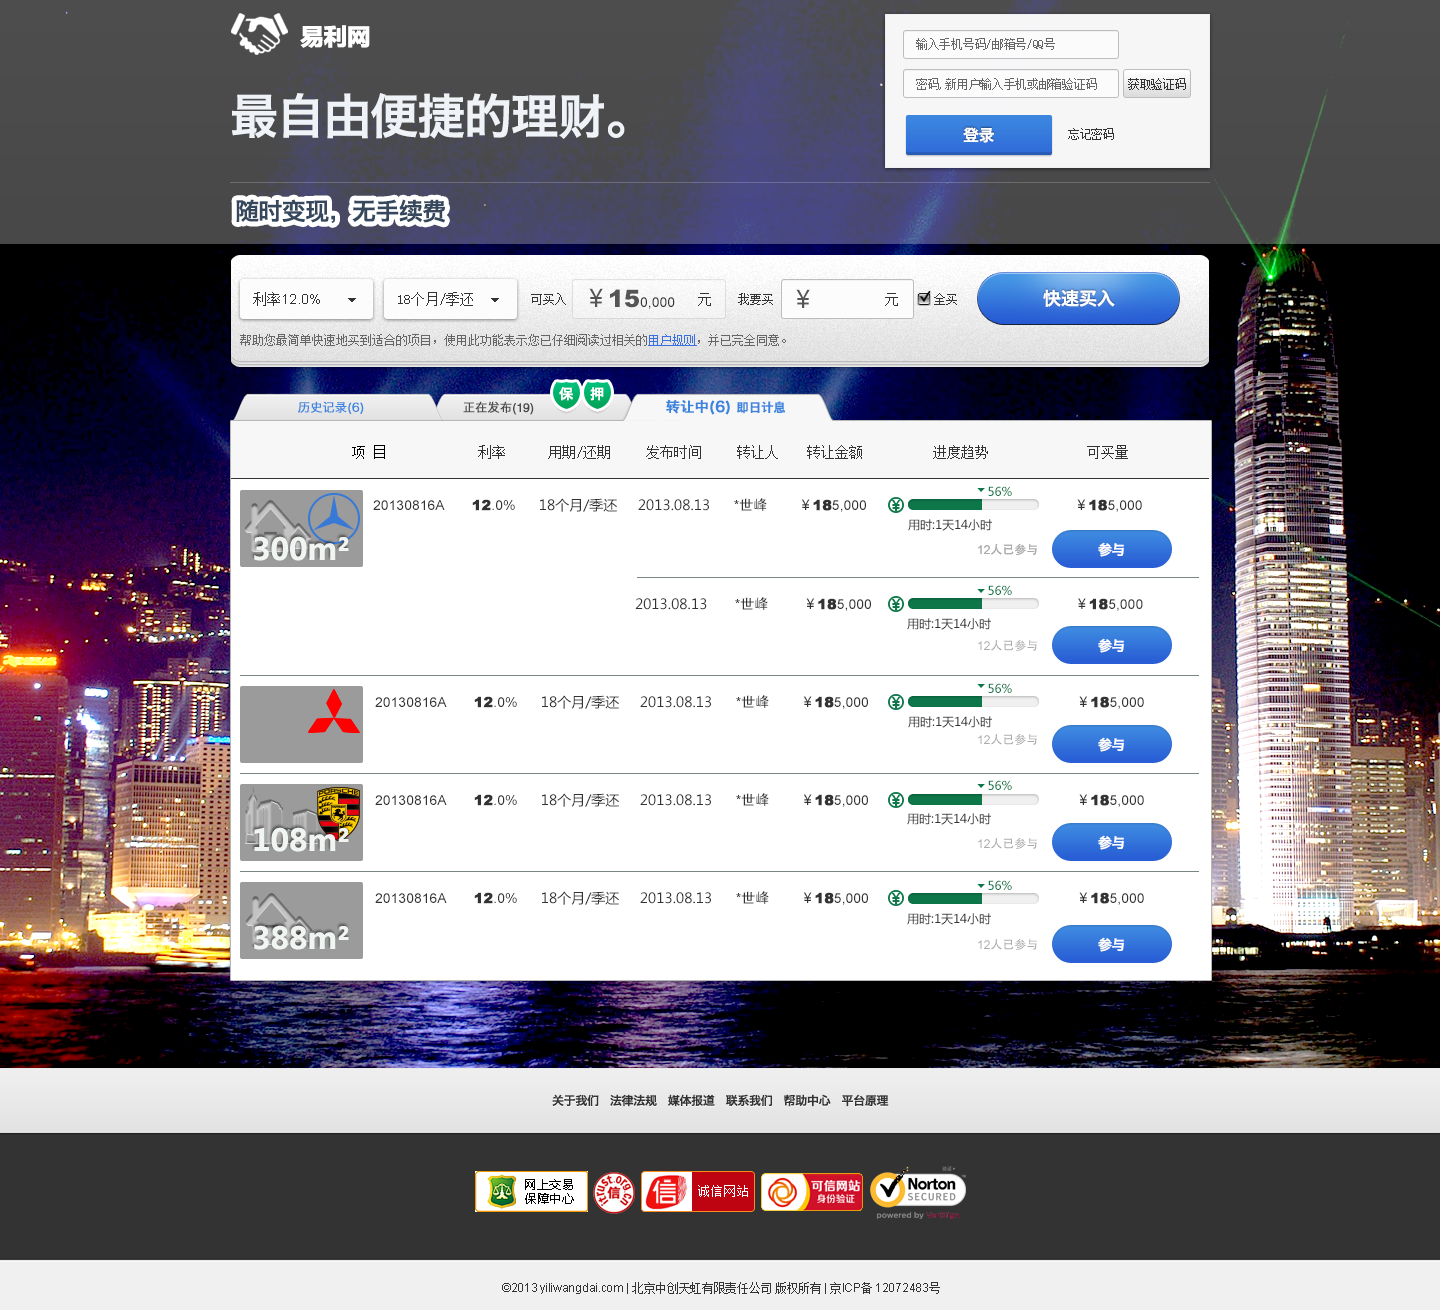 易利网
输入手机号码/邮箱号/QQ号
密码, 新用户输入手机或邮箱验证码 获取验证码
登录 忘记密码
最自由便捷的理财。
随时变现，无手续费
利率12.0% 18个月/季还 可买入 ￥150,000 元 我要买 ￥ 元 全买 快速买入
帮助您最简单快速地买到适合的项目，使用此功能表示您已仔细阅读过相关的用户规则，并已完全同意。
历史记录(6) 正在发布(19) 保 押 转让中(6) 即日计息
项 目 利率 用期/还期 发布时间 转让人 转让金额 进度趋势 可买量
300m² 20130816A 12.0% 18个月/季还 2013.08.13 *世峰 ￥185,000 56% ￥185,000
用时:1天14小时
12人已参与 参与
2013.08.13 *世峰 ￥185,000 56% ￥185,000
用时:1天14小时
12人已参与 参与
20130816A 12.0% 18个月/季还 2013.08.13 *世峰 ￥185,000 56% ￥185,000
用时:1天14小时
12人已参与 参与
PORSCHE
108m² 20130816A 12.0% 18个月/季还 2013.08.13 *世峰 ￥185,000 56% ￥185,000
用时:1天14小时
12人已参与 参与
388m² 20130816A 12.0% 18个月/季还 2013.08.13 *世峰 ￥185,000 56% ￥185,000
用时:1天14小时
12人已参与 参与
关于我们 法律法规 媒体报道 联系我们 帮助中心 平台原理
网上交易
保障中心
itrust.org.cn
信
信 诚信网站
可信网站
身份验证
Norton
SECURED
powered by VeriSign
©2013 yiliwangdai.com | 北京中创天虹有限责任公司 版权所有 | 京ICP备 12072483号